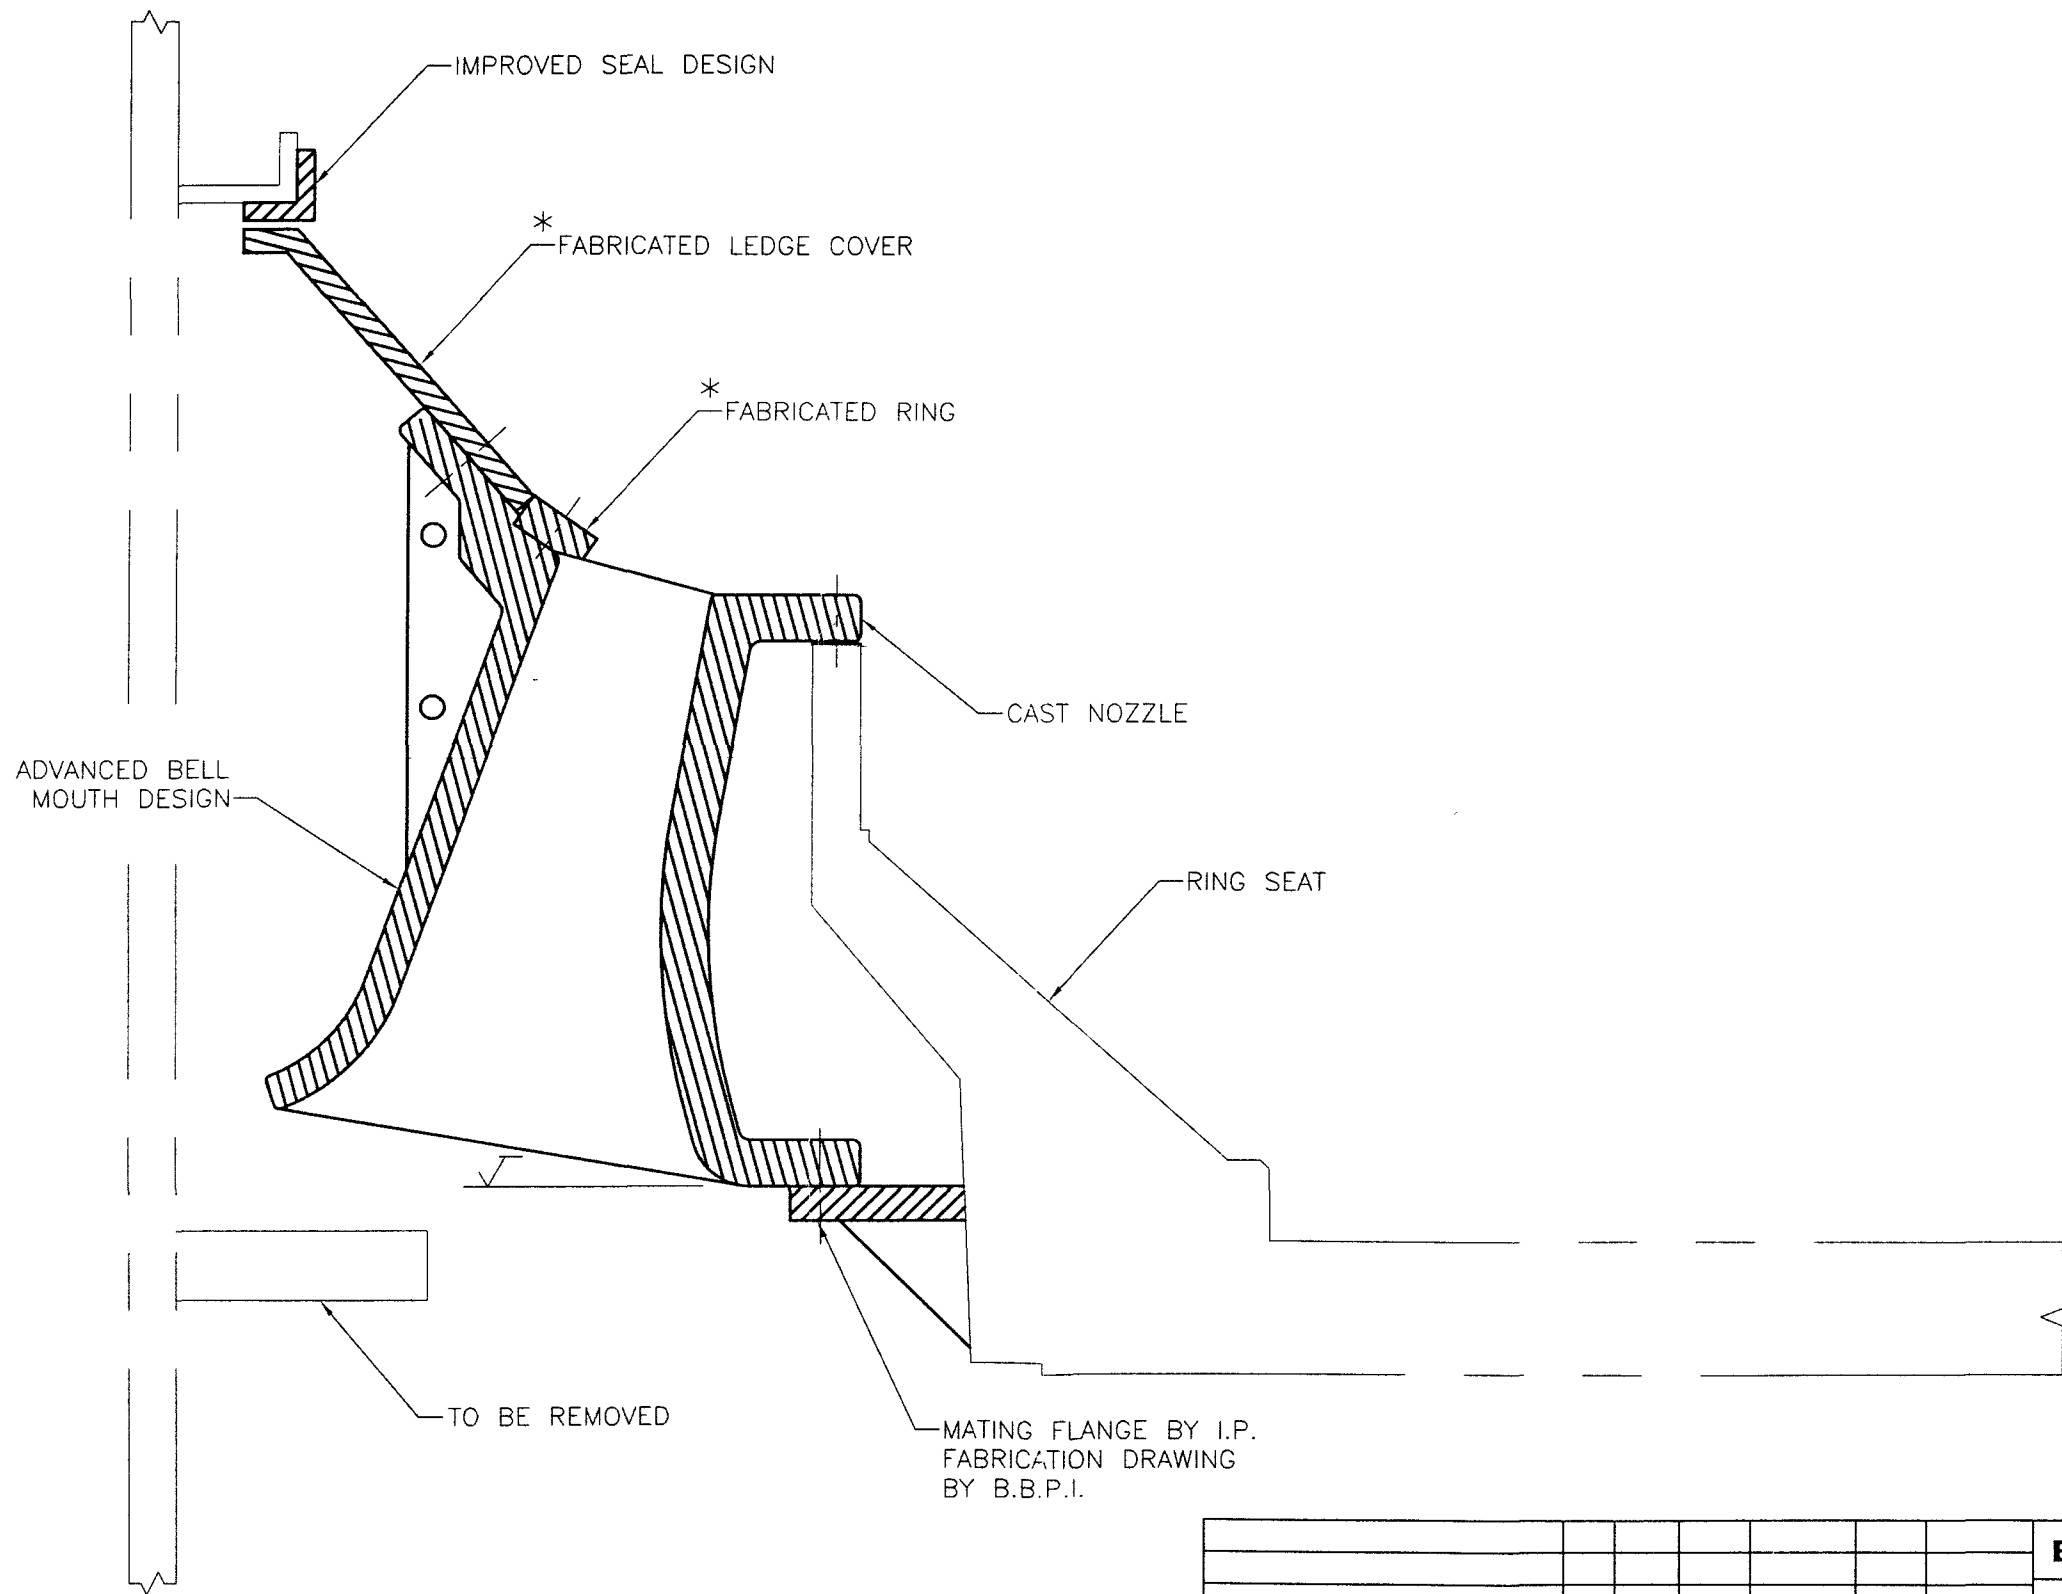 IMPROVED SEAL DESIGN
*
FABRICATED LEDGE COVER
*
FABRICATED RING
CAST NOZZLE
ADVANCED BELL
MOUTH DESIGN
RING SEAT
TO BE REMOVED
MATING FLANGE BY I.P.
FABRICATION DRAWING
BY B.B.P.I.